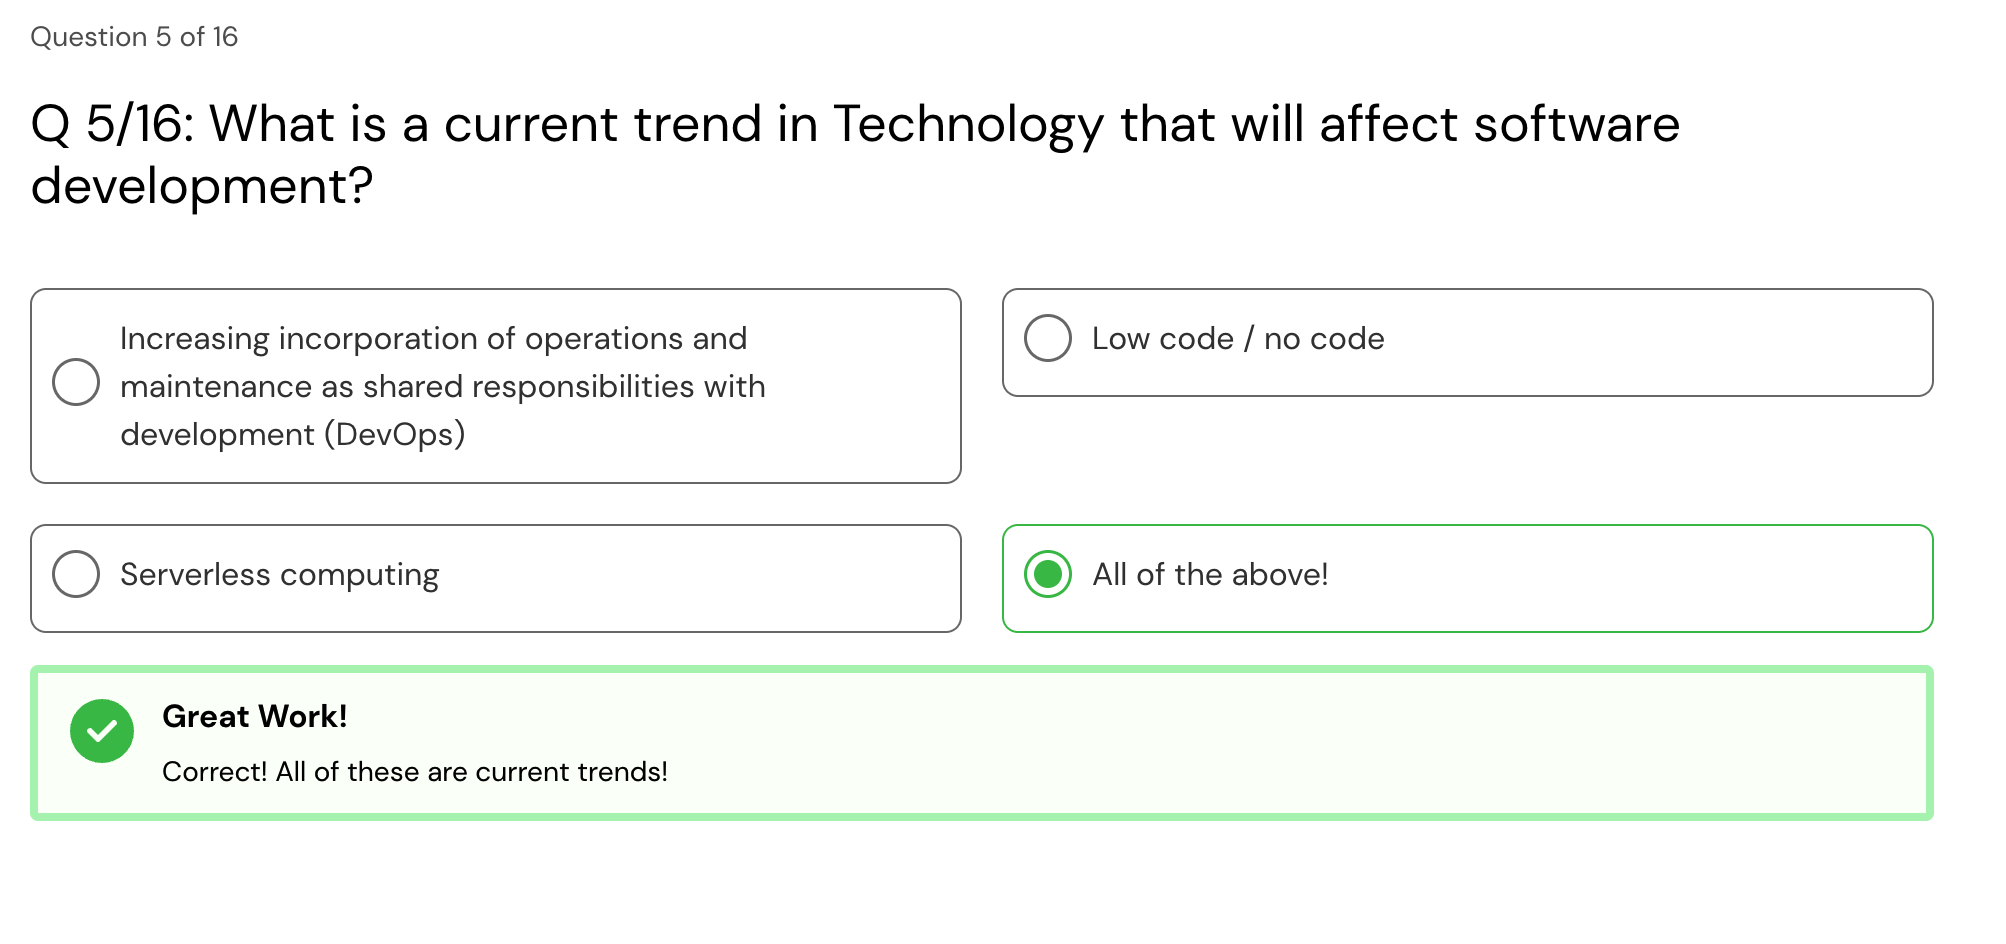 Question 5 of 16
Q 5/16: What is a current trend in Technology that will affect software
development?
Increasing incorporation of operations and
maintenance as shared responsibilities with
development (DevOps)
Low code / no code
Serverless computing
All of the above!
Great Work!
Correct! All of these are current trends!